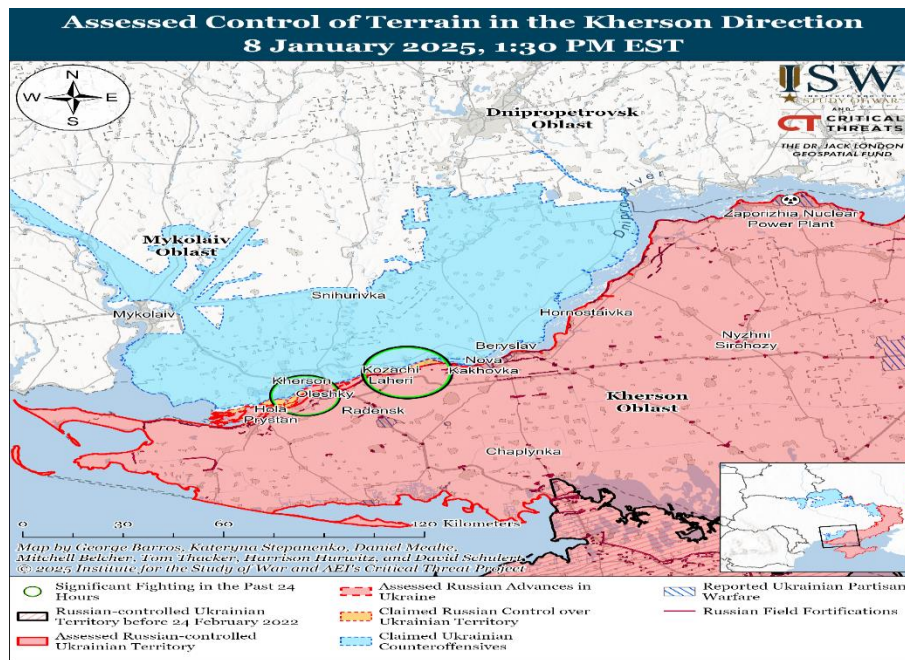 Assessed Control of Terrain in the Kherson Direction
8 January 2025, 1:30 PM EST
N
W E
S
ISW
STUDY OF WAR
AND
CT CRITICAL
THREATS
THE DR. JACK LONDON
GEOSPATIAL FUND
Dnipropetrovsk
Oblast
Dnipro River
Zaporizhia Nuclear
Power Plant
Mykolaiv
Oblast
Snihurivka
Mykolaiv
Hornostaivka
Beryslav
Nyzhni
Sirohozy
Nova
Kakhovka
Kozachi
Laheri
Kherson
Oleshky
Hola
Prystan
Radensk
Kherson
Oblast
Chaplynka
0 30 60 120 Kilometers
Map by George Barros, Kateryna Stepanenko, Daniel Mealie,
Mitchell Belcher, Tom Thacker, Harrison Hurwitz, and David Schulert
© 2025 Institute for the Study of War and AEI's Critical Threats Project
Significant Fighting in the Past 24
Hours
Russian-controlled Ukrainian
Territory before 24 February 2022
Assessed Russian-controlled
Ukrainian Territory
Assessed Russian Advances in
Ukraine
Claimed Russian Control over
Ukrainian Territory
Claimed Ukrainian
Counteroffensives
Reported Ukrainian Partisan
Warfare
Russian Field Fortifications